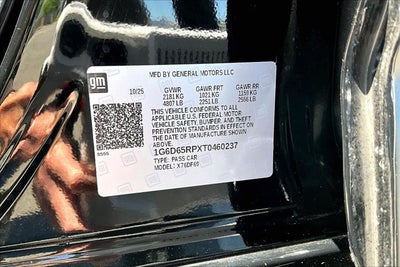 gm
MFD BY GENERAL MOTORS LLC
10/25
GVWR GAWR FRT GAWR RR
2181 KG 1021 KG 1159 KG
4807 LB 2251 LB 2556 LB
THIS VEHICLE CONFORMS TO ALL
APPLICABLE U.S. FEDERAL MOTOR
VEHICLE SAFETY, BUMPER, AND THEFT
PREVENTION STANDARDS IN EFFECT ON
THE DATE OF MANUFACTURE SHOWN
ABOVE.
1G6D65RPXT0460237
TYPE: PASS CAR
MODEL: X76DF69